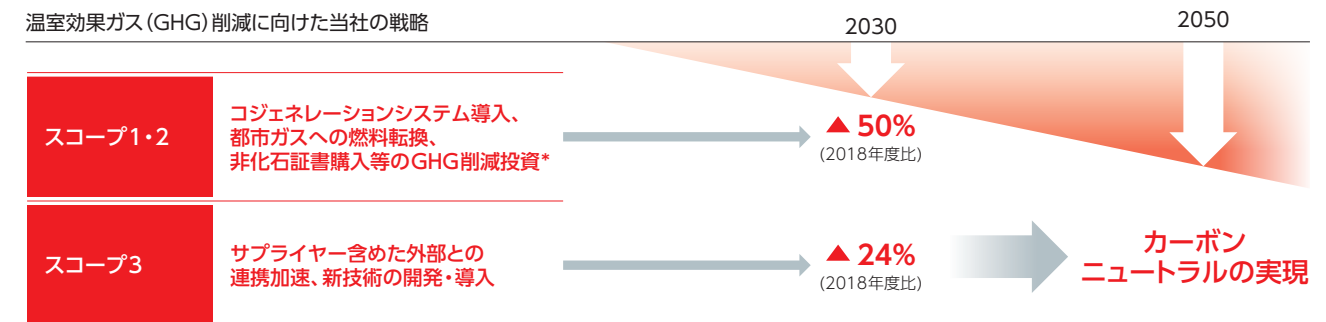 温室効果ガス(GHG)削減に向けた当社の戦略
2030
2050
スコープ1・2
コジェネレーションシステム導入、
都市ガスへの燃料転換、
非化石証書購入等のGHG削減投資*
▲50%
(2018年度比)
スコープ3
サプライヤー含めた外部との
連携加速、新技術の開発・導入
▲24%
(2018年度比)
カーボン
ニュートラルの実現